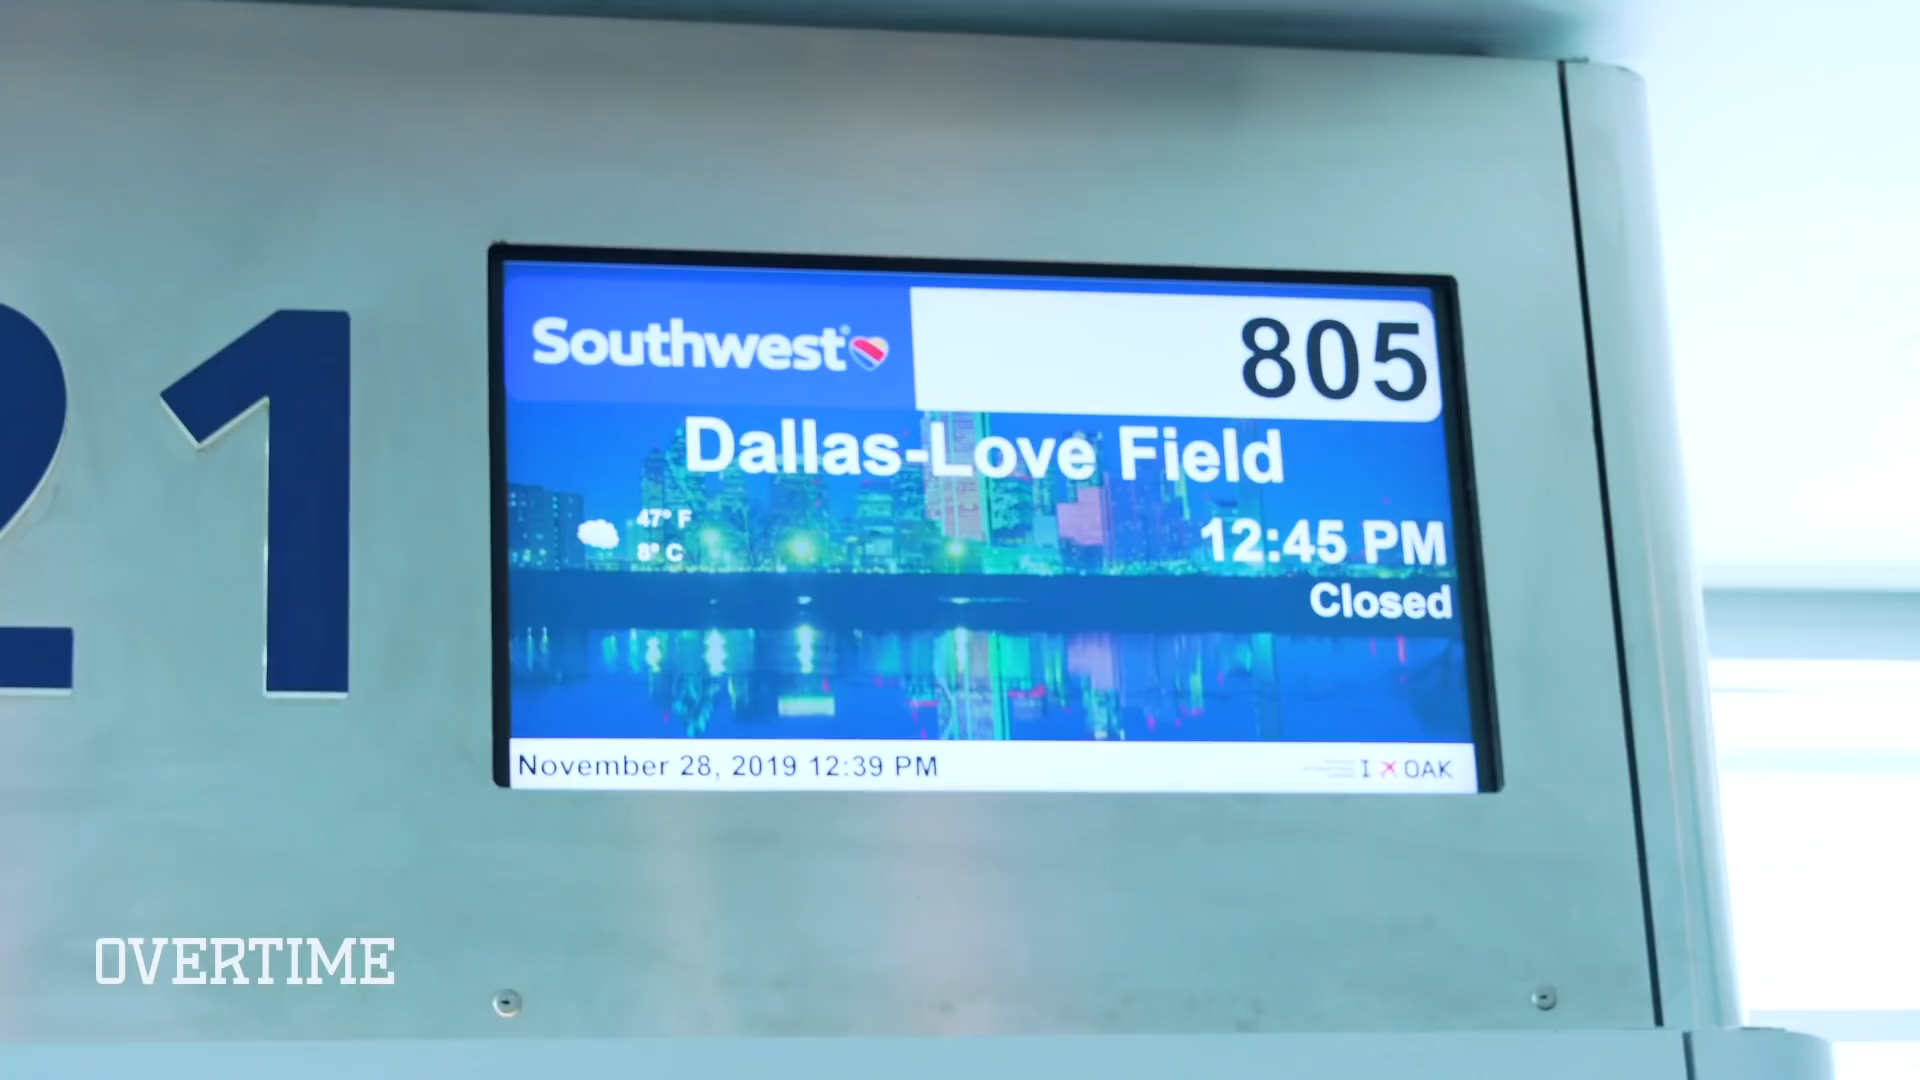 21
Southwest®
805
Dallas-Love Field
47° F
8° C
12:45 PM
Closed
November 28, 2019 12:39 PM
I OAK
OVERTIME